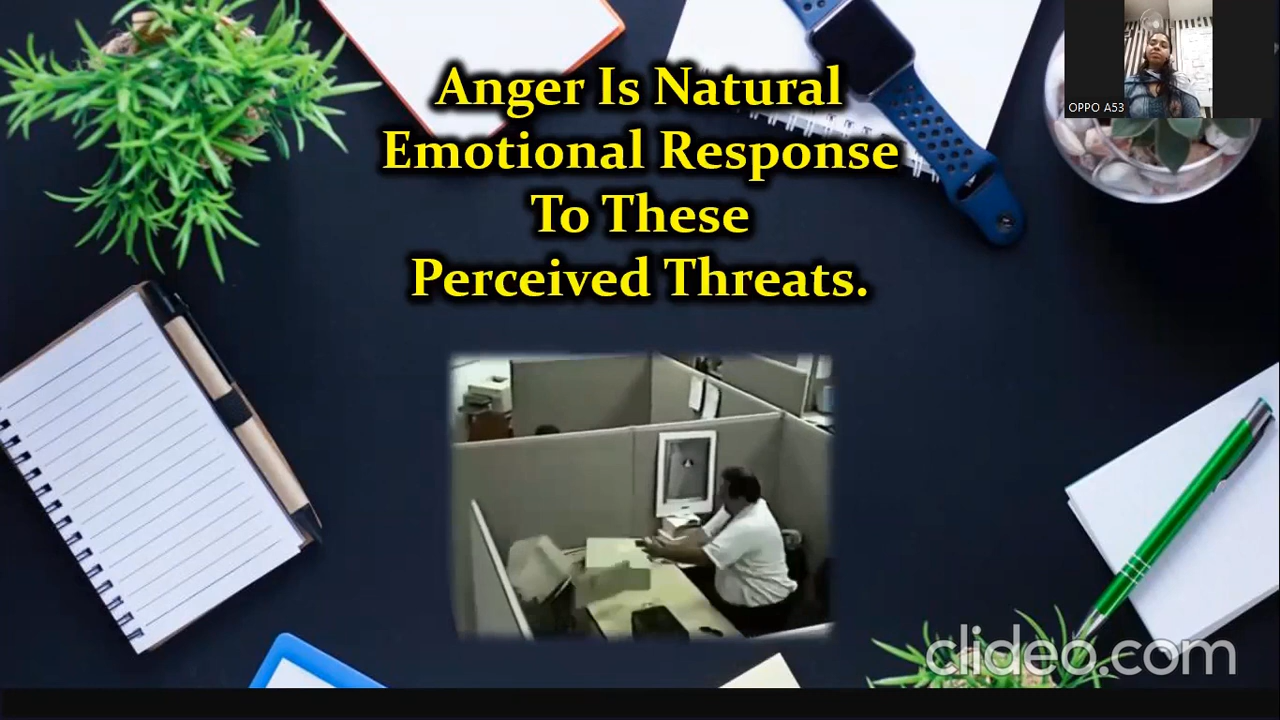 Anger Is Natural
Emotional Response
To These
Perceived Threats.
OPPO A53
clideo.com